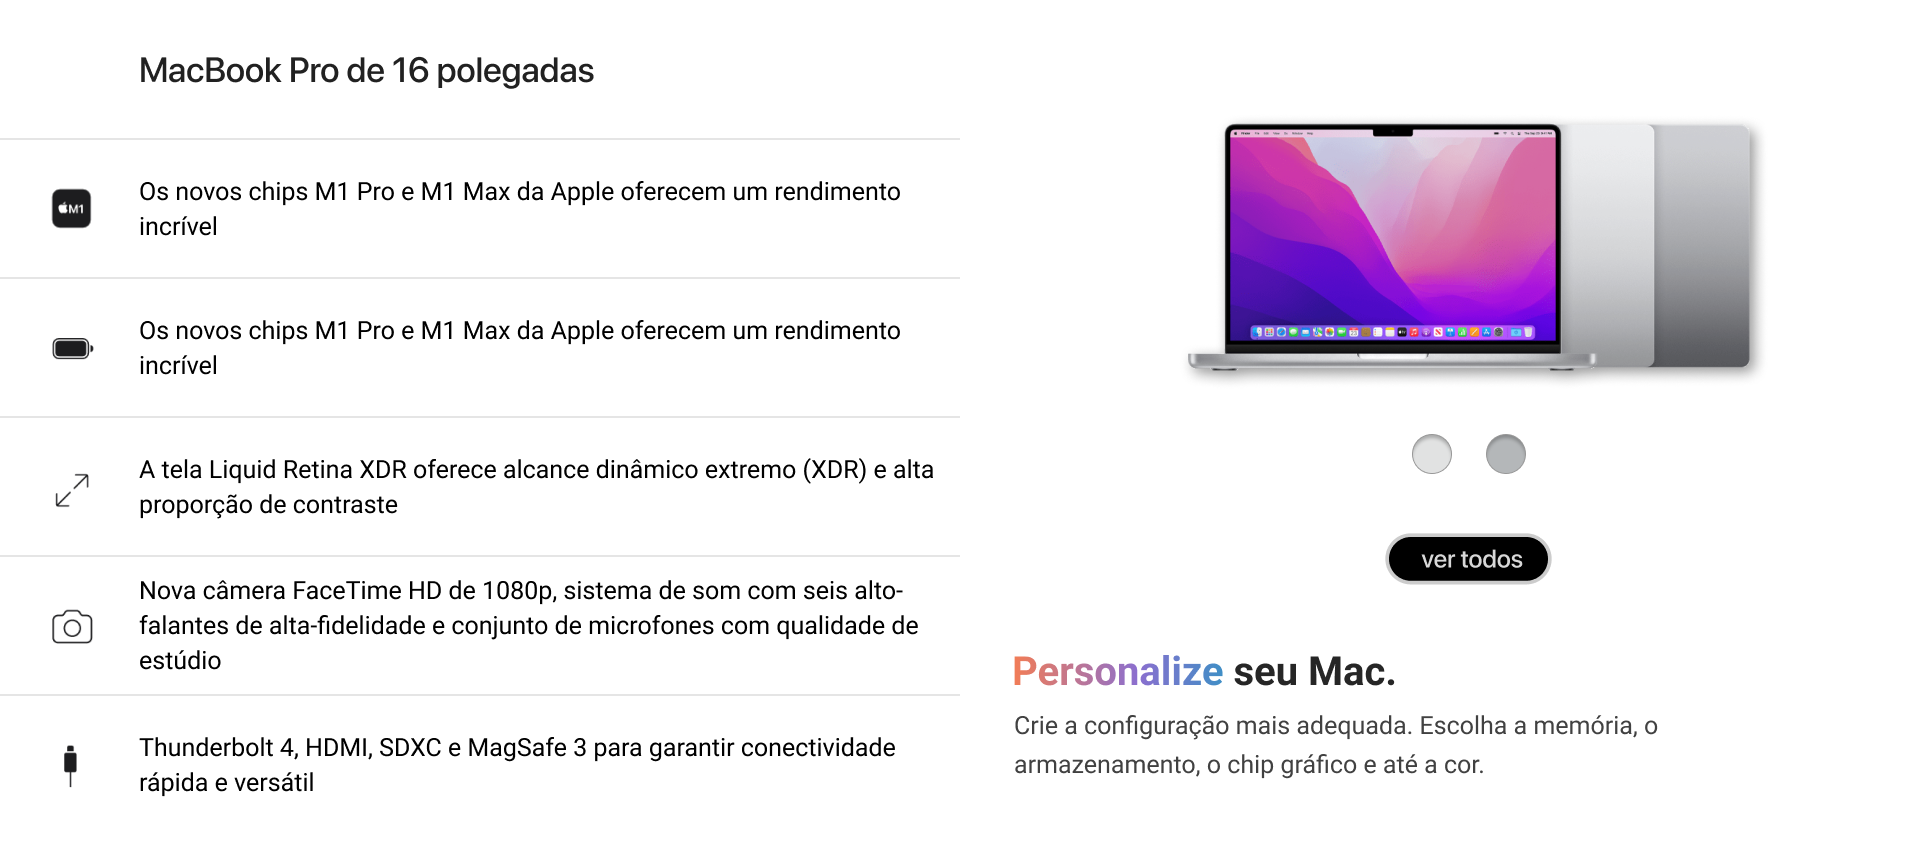 MacBook Pro de 16 polegadas
M1
Os novos chips M1 Pro e M1 Max da Apple oferecem um rendimento
incrível
Os novos chips M1 Pro e M1 Max da Apple oferecem um rendimento
incrível
A tela Liquid Retina XDR oferece alcance dinâmico extremo (XDR) e alta
proporção de contraste
Nova câmera FaceTime HD de 1080p, sistema de som com seis alto-
falantes de alta-fidelidade e conjunto de microfones com qualidade de
estúdio
Thunderbolt 4, HDMI, SDXC e MagSafe 3 para garantir conectividade
rápida e versátil
ver todos
Personalize seu Mac.
Crie a configuração mais adequada. Escolha a memória, o
armazenamento, o chip gráfico e até a cor.